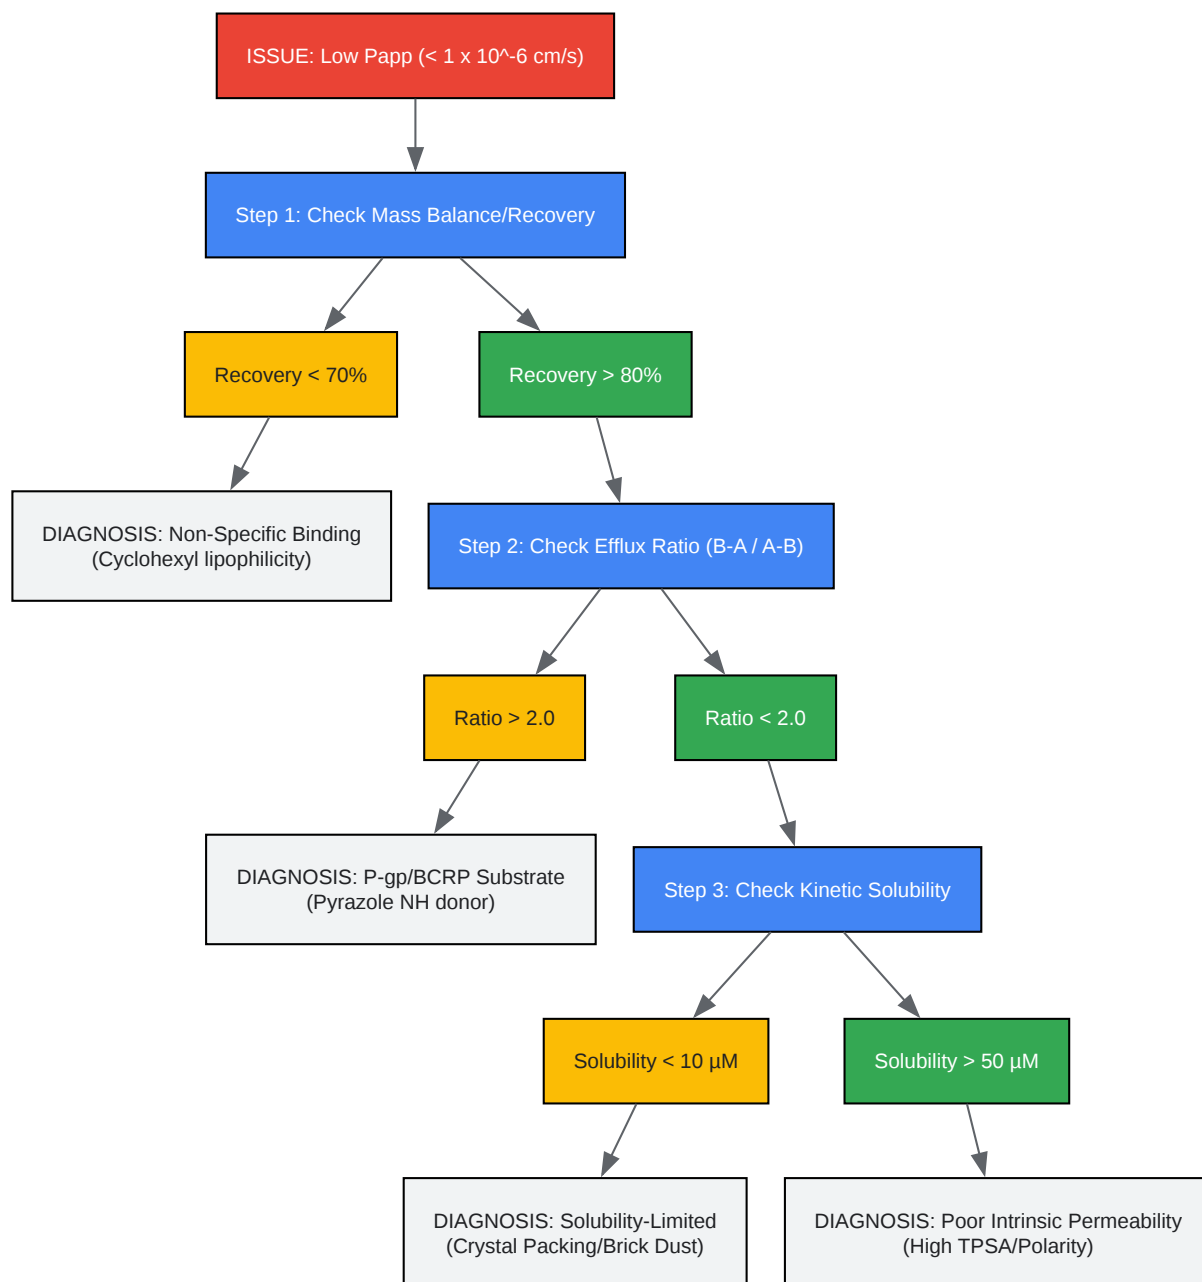 ISSUE: Low Papp (< 1 x 10^-6 cm/s)
Step 1: Check Mass Balance/Recovery
Recovery < 70%
Recovery > 80%
DIAGNOSIS: Non-Specific Binding
(Cyclohexyl lipophilicity)
Step 2: Check Efflux Ratio (B-A / A-B)
Ratio > 2.0
Ratio < 2.0
DIAGNOSIS: P-gp/BCRP Substrate
(Pyrazole NH donor)
Step 3: Check Kinetic Solubility
Solubility < 10 µM
Solubility > 50 µM
DIAGNOSIS: Solubility-Limited
(Crystal Packing/Brick Dust)
DIAGNOSIS: Poor Intrinsic Permeability
(High TPSA/Polarity)